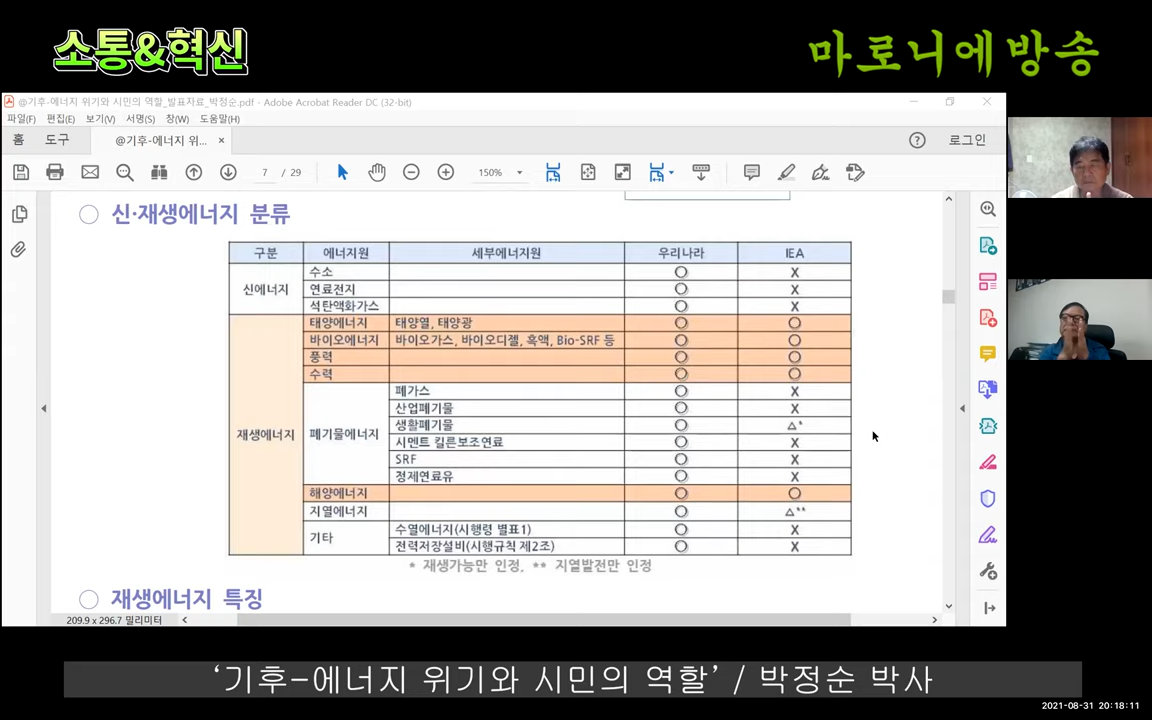 소통&혁신
마로니에방송
@기후-에너지 위기와 시민의 역할_발표자료_박정순.pdf - Adobe Acrobat Reader DC (32-bit)
파일(F) 편집(E) 보기(V) 서명(S) 창(W) 도움말(H)
홈 도구 @기후-에너지 위... × 로그인
7 / 29 150%
신·재생에너지 분류
구분 에너지원 세부에너지원 우리나라 IEA
신에너지 수소 ○ X
연료전지 ○ X
석탄액화가스 ○ X
재생에너지 태양에너지 태양열, 태양광 ○ ○
바이오에너지 바이오가스, 바이오디젤, 흑액, Bio-SRF 등 ○ ○
풍력 ○ ○
수력 ○ ○
폐기물에너지 폐가스 ○ X
산업폐기물 ○ X
생활폐기물 ○ △*
시멘트 킬른보조연료 ○ X
SRF ○ X
정제연료유 ○ X
해양에너지 ○ ○
지열에너지 ○ △**
기타 수열에너지(시행령 별표1) ○ X
전력저장설비(시행규칙 제2조) ○ X
* 재생가능만 인정, ** 지열발전만 인정
○ 재생에너지 특징
209.9 x 296.7 밀리미터
‘기후-에너지 위기와 시민의 역할’ / 박정순 박사
2021-08-31 20:18:11